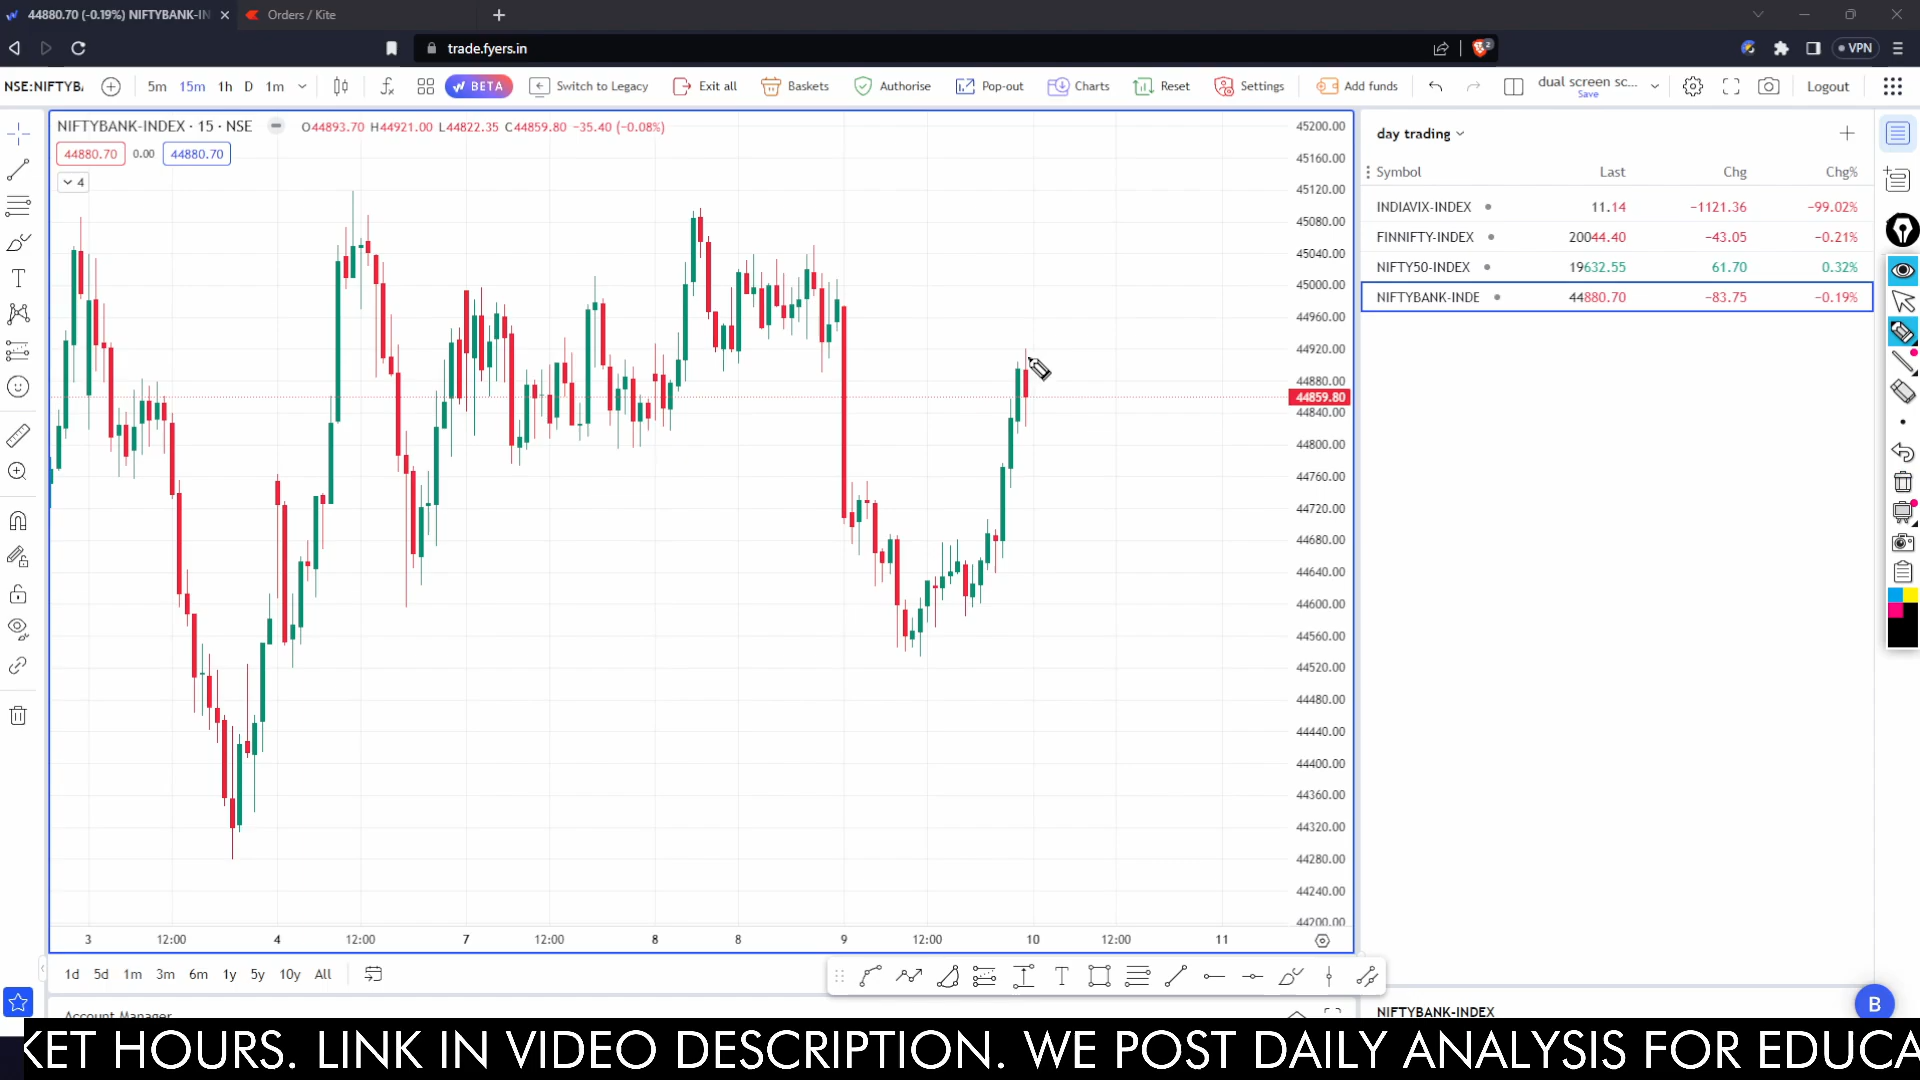 44880.70 (-0.19%) NIFTYBANK-IN
Orders / Kite
trade.fyers.in
2
VPN
NSE:NIFTYB
5m 15m 1h D 1m
BETA
Switch to Legacy
Exit all
Baskets
Authorise
Pop-out
Charts
Reset
Settings
Add funds
dual screen sc...
Save
Logout
NIFTYBANK-INDEX · 15 · NSE
O44893.70 H44921.00 L44822.35 C44859.80 −35.40 (−0.08%)
44880.70 0.00 44880.70
4
45200.00
45160.00
45120.00
45080.00
45040.00
45000.00
44960.00
44920.00
44880.00
44859.80
44840.00
44800.00
44760.00
44720.00
44680.00
44640.00
44600.00
44560.00
44520.00
44480.00
44440.00
44400.00
44360.00
44320.00
44280.00
44240.00
44200.00
3 12:00 4 12:00 7 12:00 8 8 9 12:00 10 12:00 11
day trading
Symbol Last Chg Chg%
INDIAVIX-INDEX 11.14 −1121.36 −99.02%
FINNIFTY-INDEX 20044.40 −43.05 −0.21%
NIFTY50-INDEX 19632.55 61.70 0.32%
NIFTYBANK-INDE 44880.70 −83.75 −0.19%
1d 5d 1m 3m 6m 1y 5y 10y All
T
T
B
Account Manager
NIFTYBANK-INDEX
KET HOURS. LINK IN VIDEO DESCRIPTION. WE POST DAILY ANALYSIS FOR EDUCA